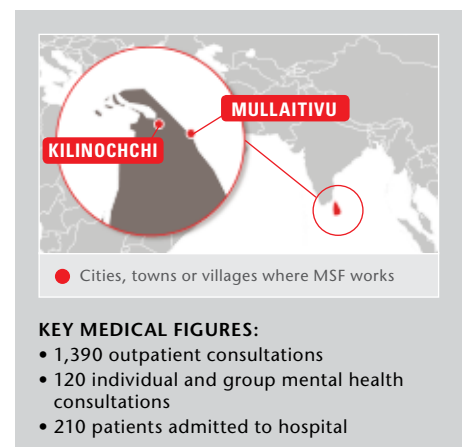 MULLAITIVU
KILINOCHCHI
Cities, towns or villages where MSF works
KEY MEDICAL FIGURES:
• 1,390 outpatient consultations
• 120 individual and group mental health
consultations
• 210 patients admitted to hospital